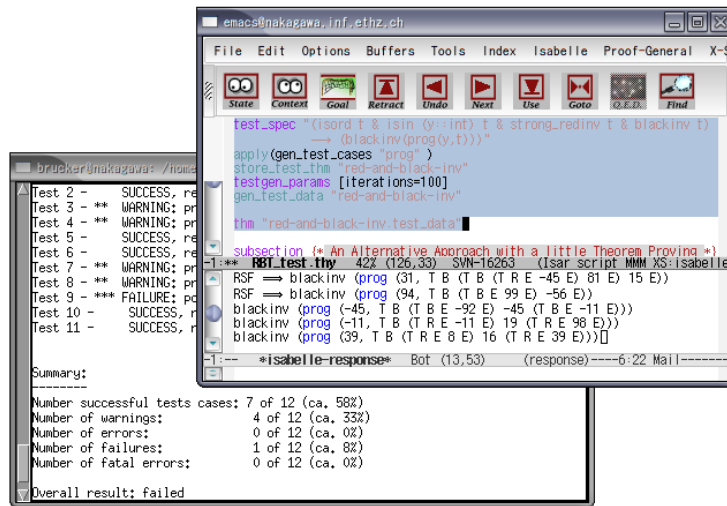 emacs@nakagawa.inf.ethz.ch
File Edit Options Buffers Tools Index Isabelle Proof-General X-S
State Context Goal Retract Undo Next Use Goto Q.E.D. Find
test_spec "(isord t & isin (y::int) t & strong_redinv t & blackinv t)
⟶ (blackinv(prog(y,t)))"
apply(gen_test_cases "prog" )
store_test_thm "red-and-black-inv"
testgen_params [iterations=100]
gen_test_data "red-and-black-inv"
thm "red-and-black-inv.test_data"
subsection {* An Alternative Approach with a little Theorem Proving *}
-1:** RBT_test.thy 42% (126,33) SVN-16263 (Isar script MMM XS:isabelle
RSF ⟹ blackinv (prog (31, T B (T B (T R E -45 E) 81 E) 15 E))
RSF ⟹ blackinv (prog (94, T B (T B E 99 E) -56 E))
blackinv (prog (-45, T B (T B E -92 E) -45 (T B E -11 E)))
blackinv (prog (-11, T B (T R E -11 E) 19 (T R E 98 E)))
blackinv (prog (39, T B (T R E 8 E) 16 (T R E 39 E)))
-1:-- *isabelle-response* Bot (13,53) (response)----6:22 Mail-------
brucker@nakagawa: /home
Test 2 - SUCCESS, re
Test 3 - ** WARNING: pr
Test 4 - ** WARNING: pr
Test 5 - SUCCESS, re
Test 6 - SUCCESS, re
Test 7 - ** WARNING: pr
Test 8 - ** WARNING: pr
Test 9 - *** FAILURE: po
Test 10 - SUCCESS, r
Test 11 - SUCCESS, r
Summary:
--------
Number successful tests cases: 7 of 12 (ca. 58%)
Number of warnings: 4 of 12 (ca. 33%)
Number of errors: 0 of 12 (ca. 0%)
Number of failures: 1 of 12 (ca. 8%)
Number of fatal errors: 0 of 12 (ca. 0%)
Overall result: failed